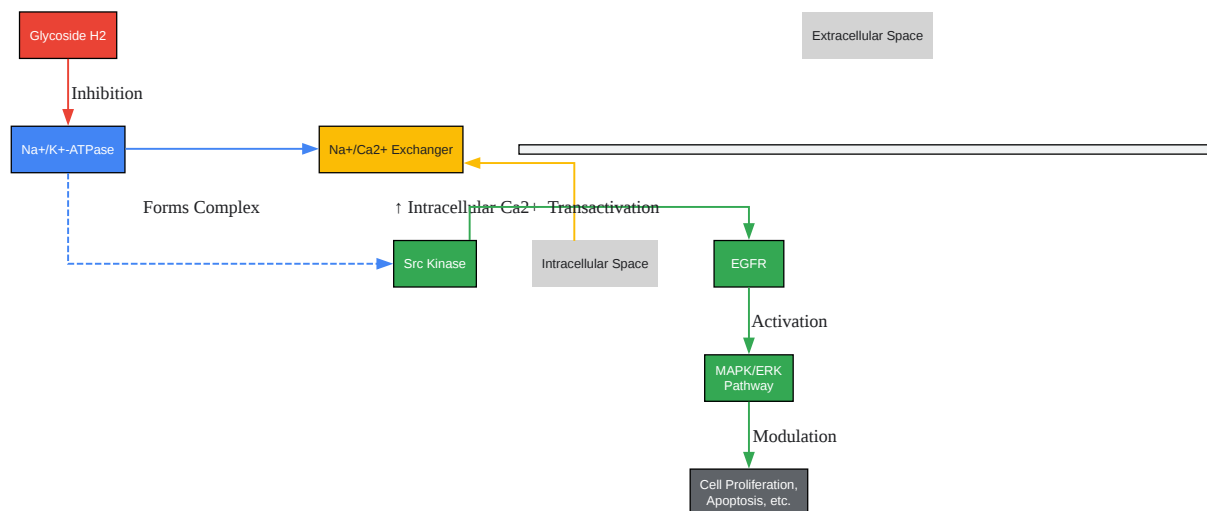 Glycoside H2
Extracellular Space
Inhibition
Na+/K+-ATPase
Na+/Ca2+ Exchanger
Forms Complex
↑ Intracellular Ca2+
Transactivation
Src Kinase
Intracellular Space
EGFR
Activation
MAPK/ERK
Pathway
Modulation
Cell Proliferation,
Apoptosis, etc.